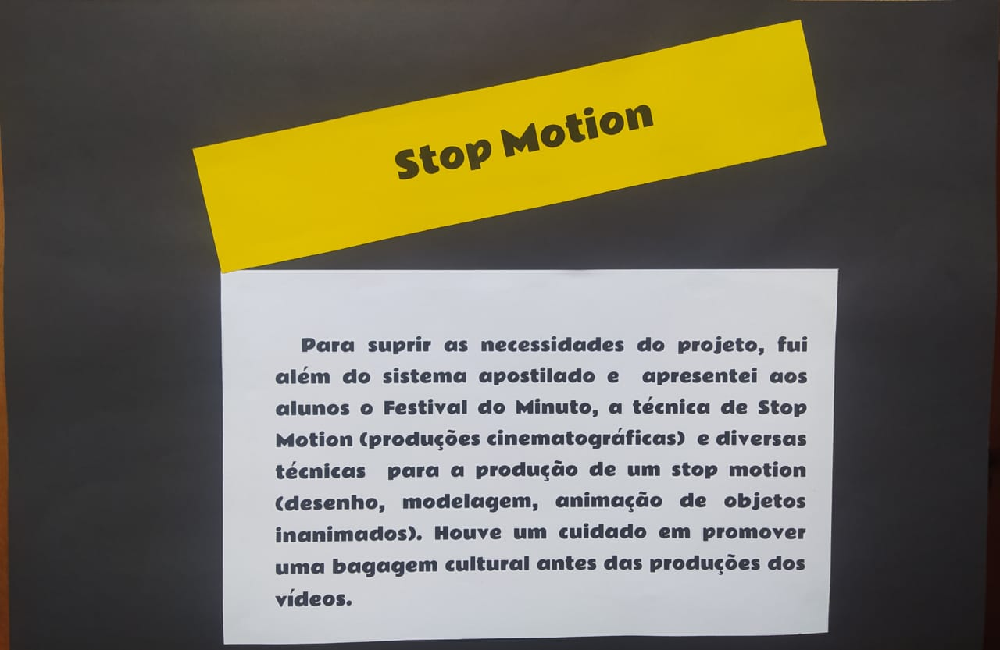 Stop Motion
Para suprir as necessidades do projeto, fui
além do sistema apostilado e apresentei aos
alunos o Festival do Minuto, a técnica de Stop
Motion (produções cinematográficas) e diversas
técnicas para a produção de um stop motion
(desenho, modelagem, animação de objetos
inanimados). Houve um cuidado em promover
uma bagagem cultural antes das produções dos
vídeos.